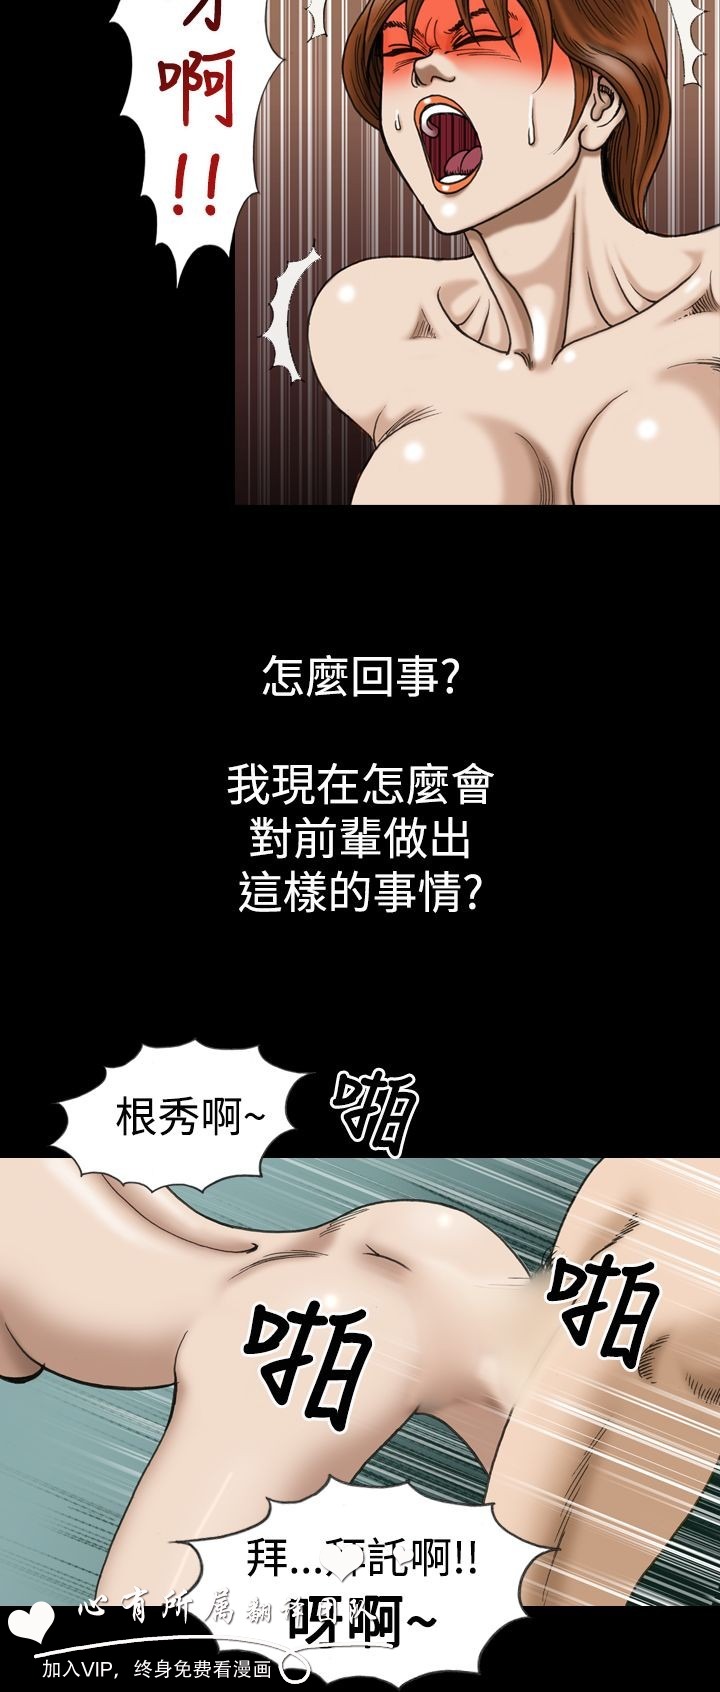 呀啊
!!
怎麼回事?
我現在怎麼會
對前輩做出
這樣的事情?
根秀啊~
啪
啪
啪
拜...拜託啊!!
呀啊~
心有所属翻译团队
加入VIP，终身免费看漫画